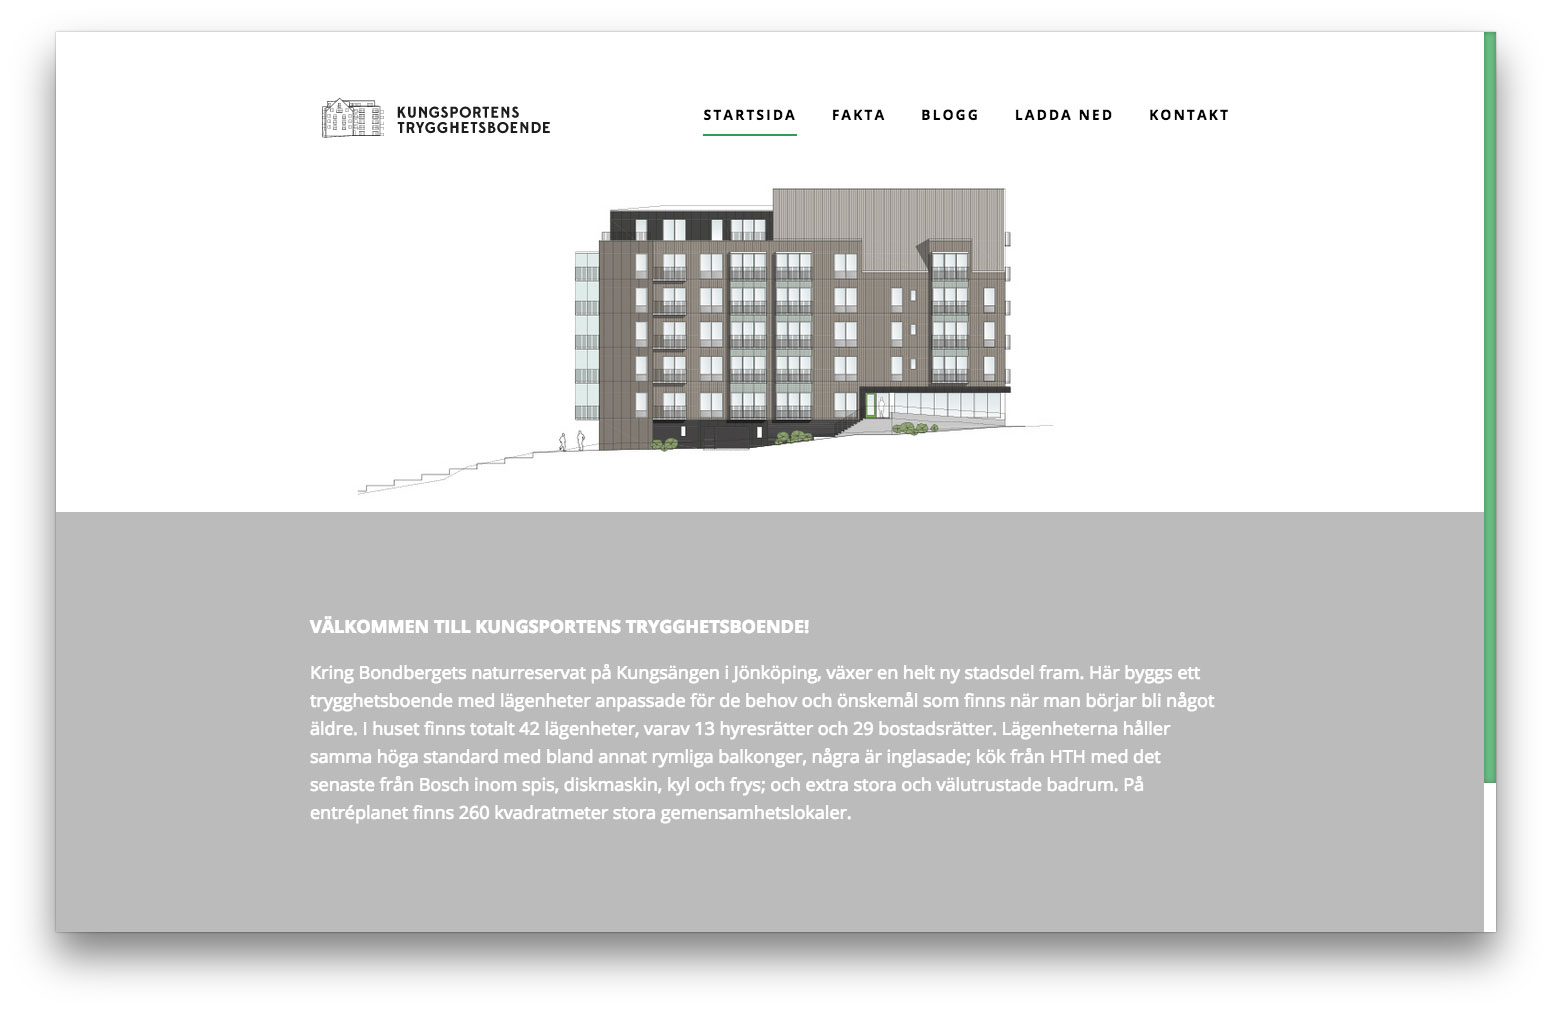 KUNGSPORTENS
TRYGGHETSBOENDE
STARTSIDA FAKTA BLOGG LADDA NED KONTAKT
VÄLKOMMEN TILL KUNGSPORTENS TRYGGHETSBOENDE!
Kring Bondbergets naturreservat på Kungsängen i Jönköping, växer en helt ny stadsdel fram. Här byggs ett
trygghetsboende med lägenheter anpassade för de behov och önskemål som finns när man börjar bli något
äldre. I huset finns totalt 42 lägenheter, varav 13 hyresrätter och 29 bostadsrätter. Lägenheterna håller
samma höga standard med bland annat rymliga balkonger, några är inglasade; kök från HTH med det
senaste från Bosch inom spis, diskmaskin, kyl och frys; och extra stora och välutrustade badrum. På
entréplanet finns 260 kvadratmeter stora gemensamhetslokaler.